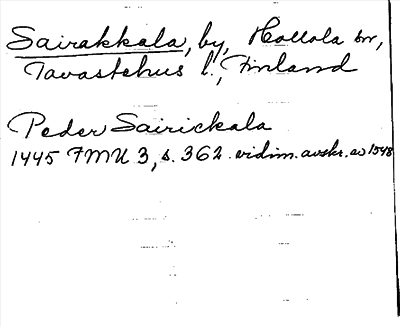 Sairakkala, by, Hollola sn,
Tavastehus l., Finland
Peder Sairickala
1445 FMU 3, s. 362. vidim. avskr. av 1548